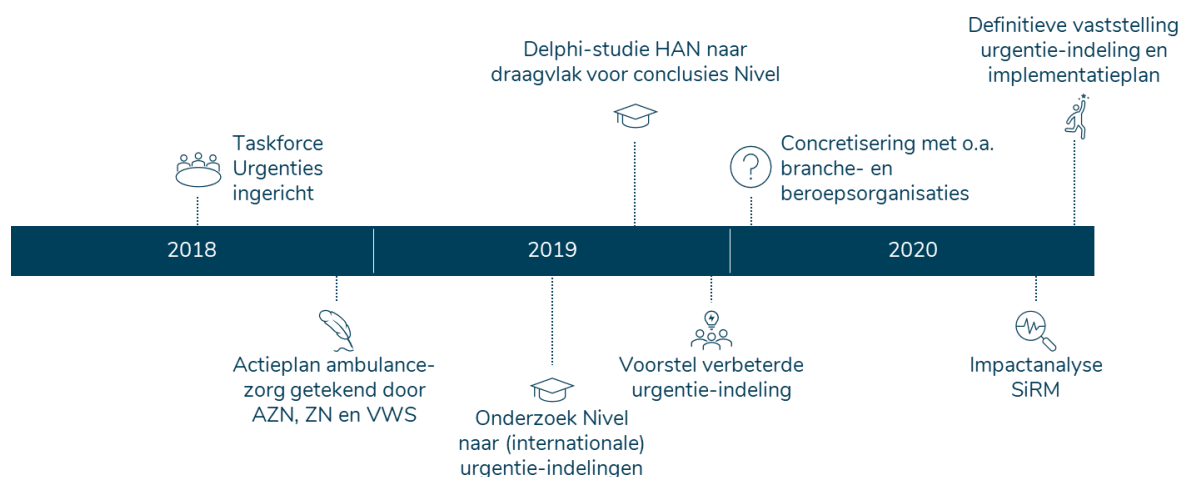 Definitieve vaststelling
urgentie-indeling en
implementatieplan
Delphi-studie HAN naar
draagvlak voor conclusies Nivel
Taskforce
Urgenties
ingericht
Concretisering met o.a.
branche- en
beroepsorganisaties
2018
2019
2020
Actieplan ambulance-
zorg getekend door
AZN, ZN en VWS
Onderzoek Nivel
naar (internationale)
urgentie-indelingen
Voorstel verbeterde
urgentie-indeling
Impactanalyse
SiRM